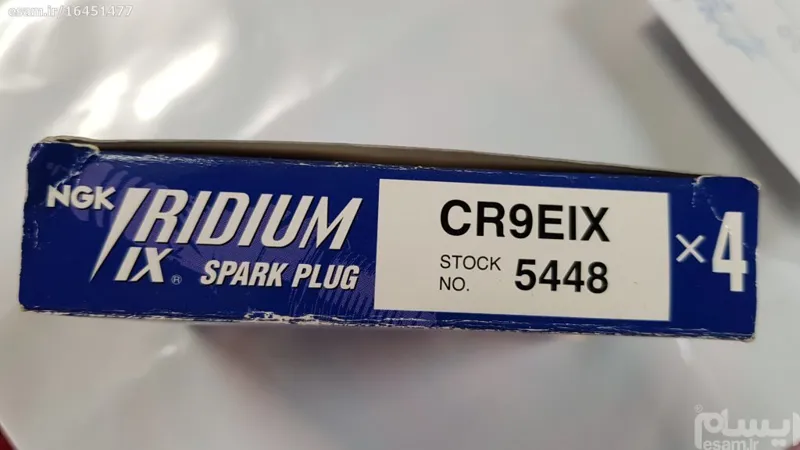 esam.ir/16451477
NGK IRIDIUM
IX® SPARK PLUG
CR9EIX
STOCK NO. 5448
×4
ایسام
esam.ir